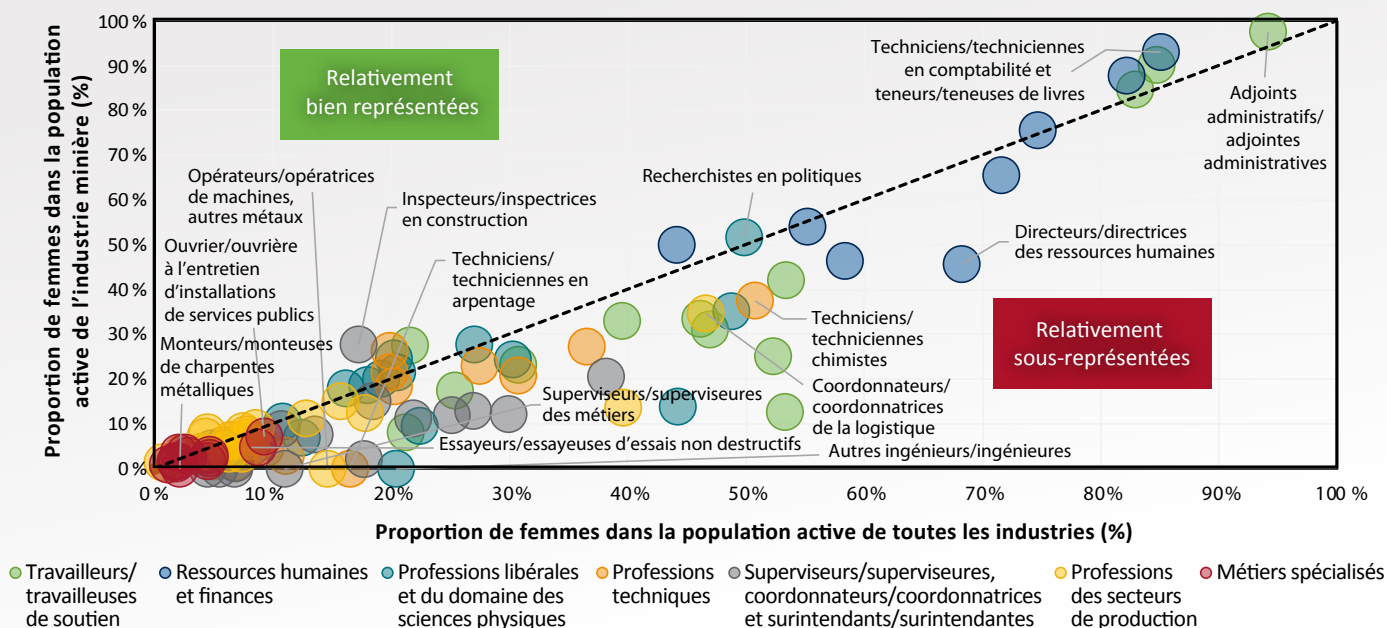 Proportion de femmes dans la population
active de l'industrie minière (%)
100 %
90 %
80 %
70 %
60 %
50 %
40 %
30 %
20 %
10 %
0 %
Relativement
bien représentées
Techniciens/techniciennes
en comptabilité et
teneurs/teneuses de livres
Adjoints
administratifs/
adjointes
administratives
Opérateurs/opératrices
de machines,
autres métaux
Inspecteurs/inspectrices
en construction
Recherchistes en politiques
Ouvrier/ouvrière
à l'entretien
d'installations
de services publics
Techniciens/
techniciennes en
arpentage
Directeurs/directrices
des ressources humaines
Monteurs/monteuses
de charpentes
métalliques
Techniciens/
techniciennes
chimistes
Relativement
sous-représentées
Coordonnateurs/
coordonnatrices
de la logistique
Superviseurs/superviseures
des métiers
Essayeurs/essayeuses d'essais non destructifs
Autres ingénieurs/ingénieures
0 %
10 %
20%
30 %
40 %
50 %
60 %
70 %
80%
90 %
100 %
Proportion de femmes dans la population active de toutes les industries (%)
Travailleurs/
travailleuses
de soutien
Ressources humaines
et finances
Professions libérales
et du domaine des
sciences physiques
Professions
techniques
Superviseurs/superviseures,
coordonnateurs/coordonnatrices
et surintendants/surintendantes
Professions
des secteurs
de production
Métiers spécialisés